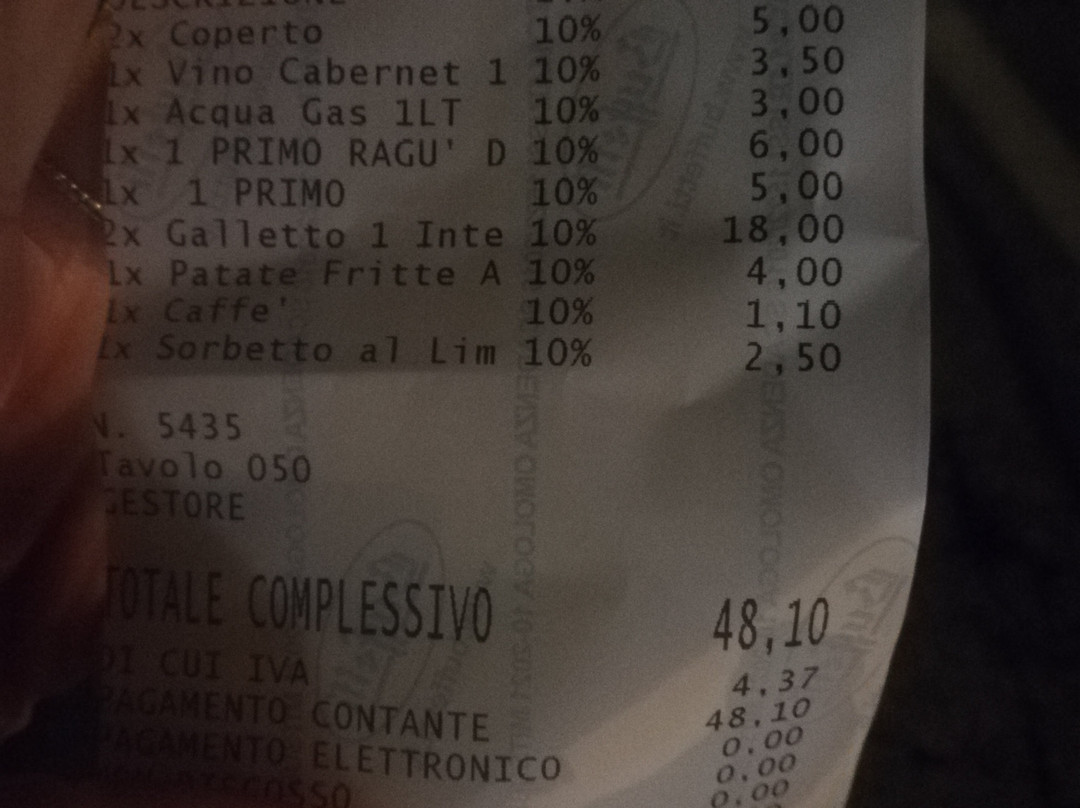 DESCRIZIONE
2x Coperto 10% 5,00
1x Vino Cabernet 1 10% 3,50
1x Acqua Gas 1LT 10% 3,00
1x 1 PRIMO RAGU' D 10% 6,00
1x 1 PRIMO 10% 5,00
2x Galletto 1 Inte 10% 18,00
1x Patate Fritte A 10% 4,00
1x Caffe' 10% 1,10
1x Sorbetto al Lim 10% 2,50
N. 5435
Tavolo 050
GESTORE
TOTALE COMPLESSIVO 48,10
DI CUI IVA 4,37
PAGAMENTO CONTANTE 48,10
PAGAMENTO ELETTRONICO 0,00
0,00
0,00